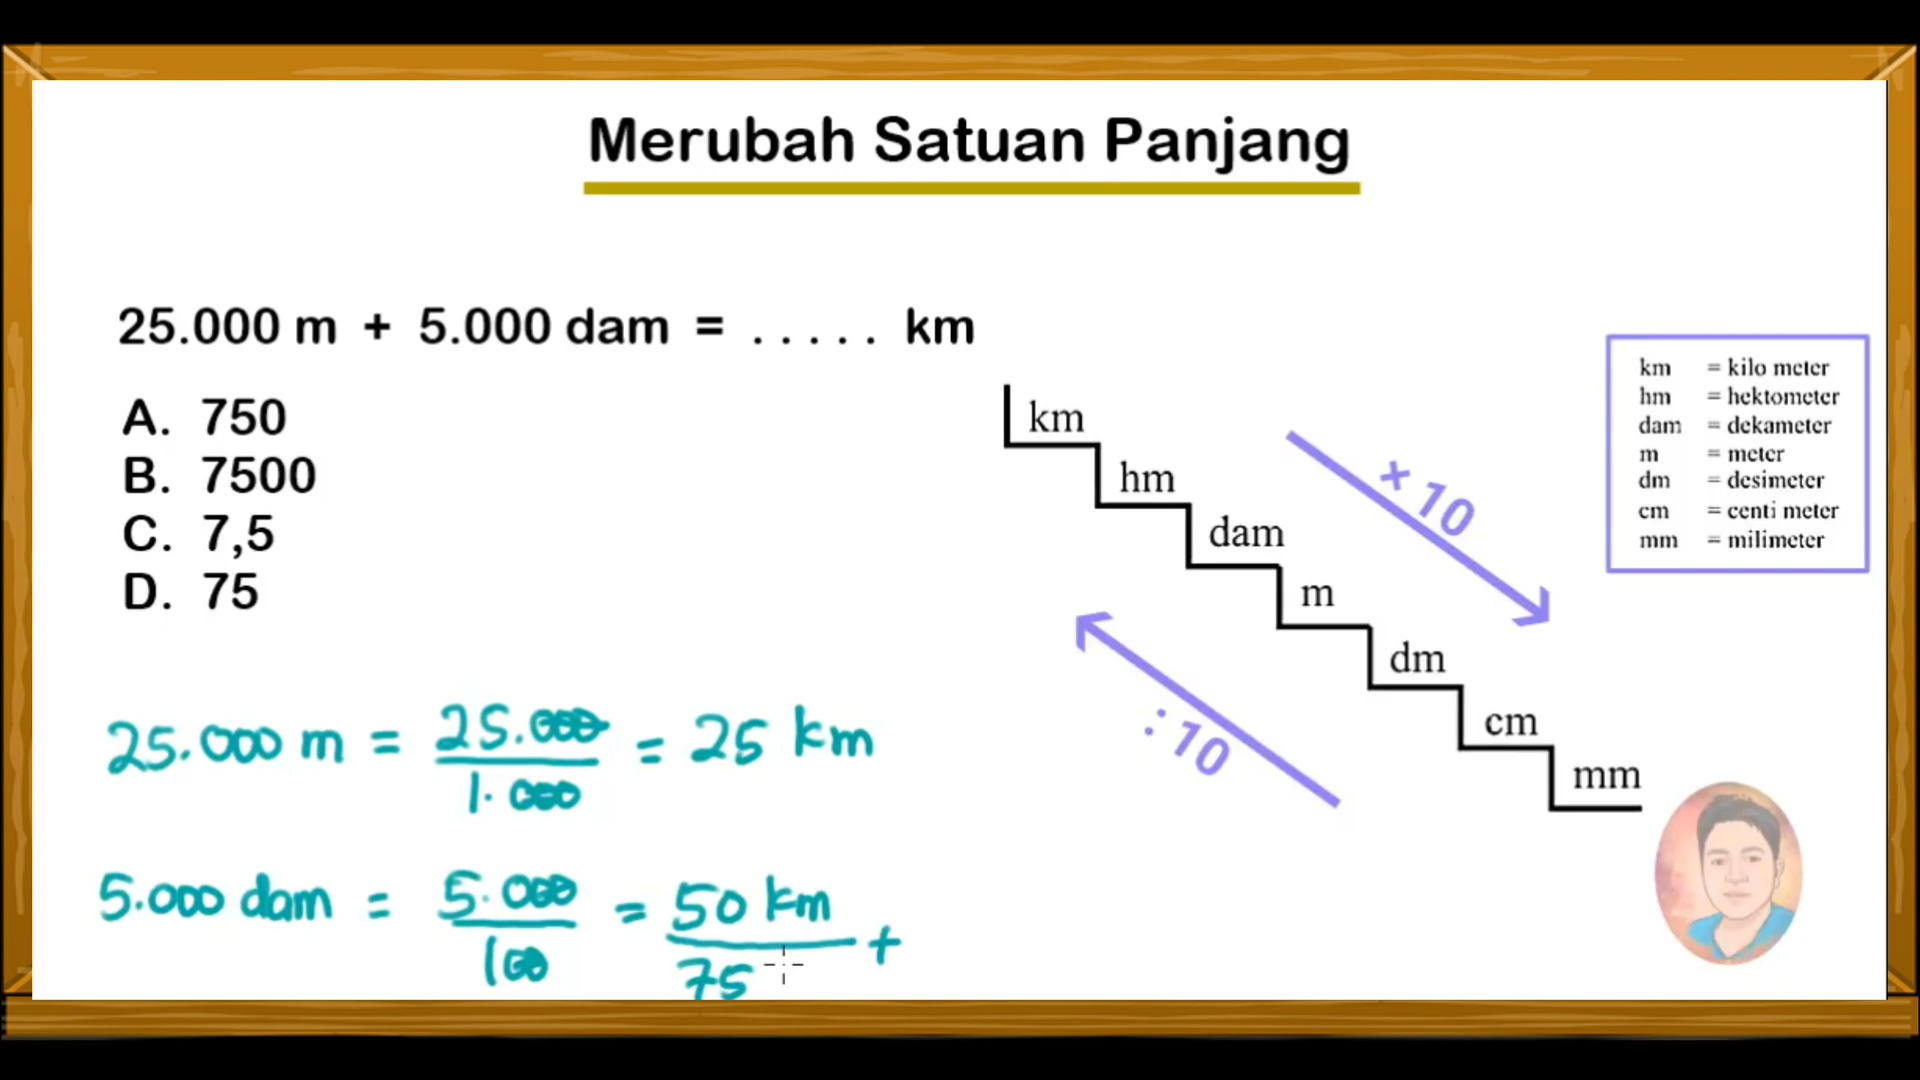 Merubah Satuan Panjang
25.000 m + 5.000 dam = ..... km
A. 750
B. 7500
C. 7,5
D. 75
km
hm
dam
m
dm
cm
mm
× 10
: 10
km = kilo meter
hm = hektometer
dam = dekameter
m = meter
dm = desimeter
cm = centi meter
mm = milimeter
25.000 m = 25.000 / 1.000 = 25 km
5.000 dam = 5.000 / 100 = 50 km +
75